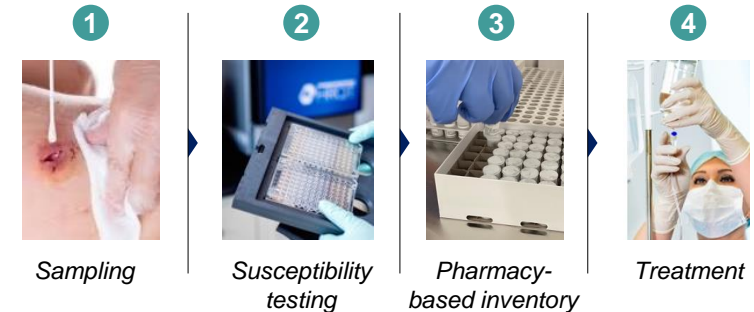 1
2
3
4
Sampling
Susceptibility
testing
Pharmacy-
based inventory
Treatment